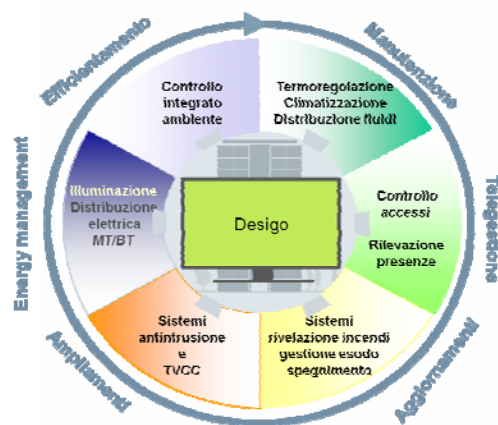 Efficientamento
Manutenzione
Controllo
integrato
ambiente
Termoregolazione
Climatizzazione
Distribuzione fluidi
Energy management
Illuminazione
Distribuzione
elettrica
MT/BT
Desigo
Controllo
accessi
Rilevazione
presenze
Telegestione
Sistemi
antintrusione
e
TVCC
Sistemi
rivelazione incendi
gestione esodo
spegnimento
Ampliamenti
Aggiornamenti